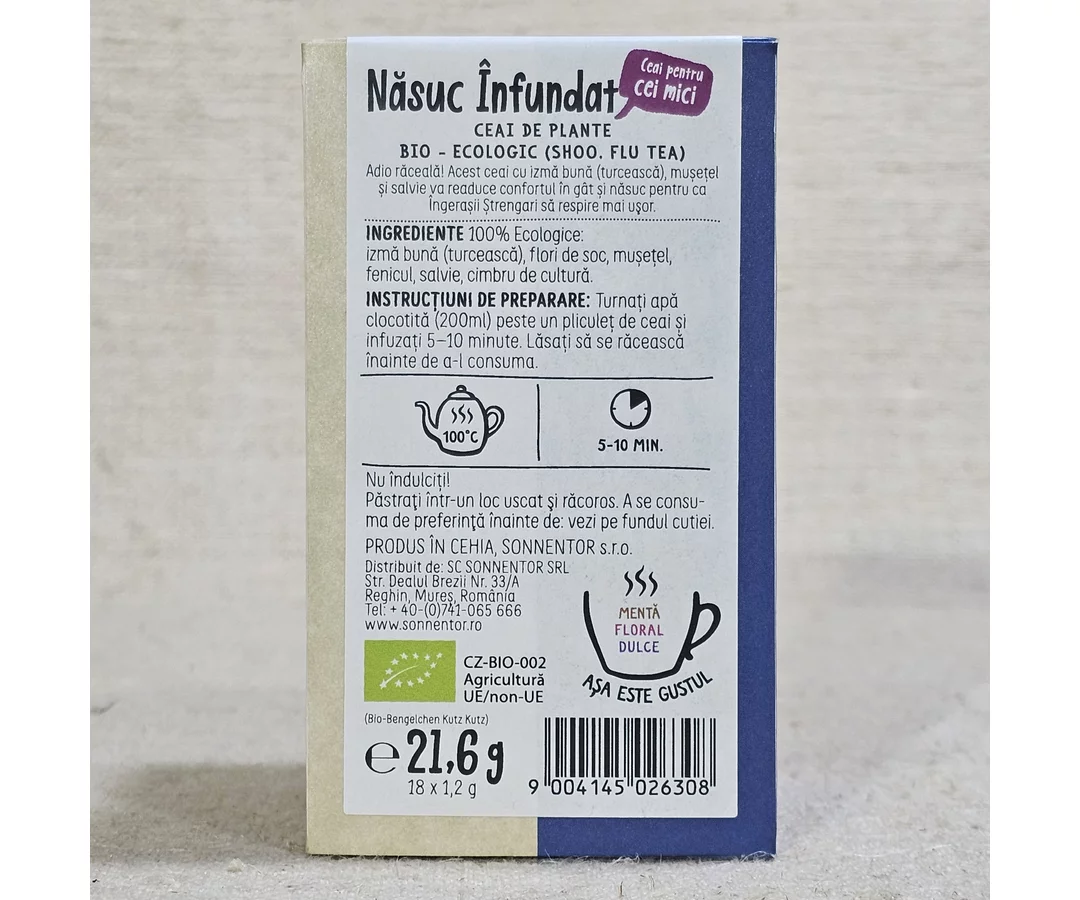 Năsuc Înfundat
Ceai pentru
cei mici
CEAI DE PLANTE
BIO - ECOLOGIC (SHOO. FLU TEA)
Adio răceală! Acest ceai cu izmă bună (turcească), mușețel
și salvie va readuce confortul în gât și năsuc pentru ca
Îngerașii Ștrengari să respire mai uşor.
INGREDIENTE 100% Ecologice:
izmă bună (turcească), flori de soc, mușețel,
fenicul, salvie, cimbru de cultură.
INSTRUCȚIUNI DE PREPARARE: Turnați apă
clocotită (200ml) peste un pliculeț de ceai și
infuzați 5-10 minute. Lăsați să se răcească
înainte de a-l consuma.
100°C
5-10 MIN.
Nu îndulciți!
Păstrați într-un loc uscat şi răcoros. A se consu-
ma de preferință înainte de: vezi pe fundul cutiei.
PRODUS ÎN CEHIA, SONNENTOR s.r.o.
Distribuit de: SC SONNENTOR SRL
Str. Dealul Brezii Nr. 33/A
Reghin, Mureș, România
Tel: + 40-(0)741-065 666
www.sonnentor.ro
MENTĂ
FLORAL
DULCE
AȘA ESTE GUSTUL
CZ-BIO-002
Agricultură
UE/non-UE
(Bio-Bengelchen Kutz Kutz)
℮ 21,6 g
18 x 1,2 g
9 004145 026308